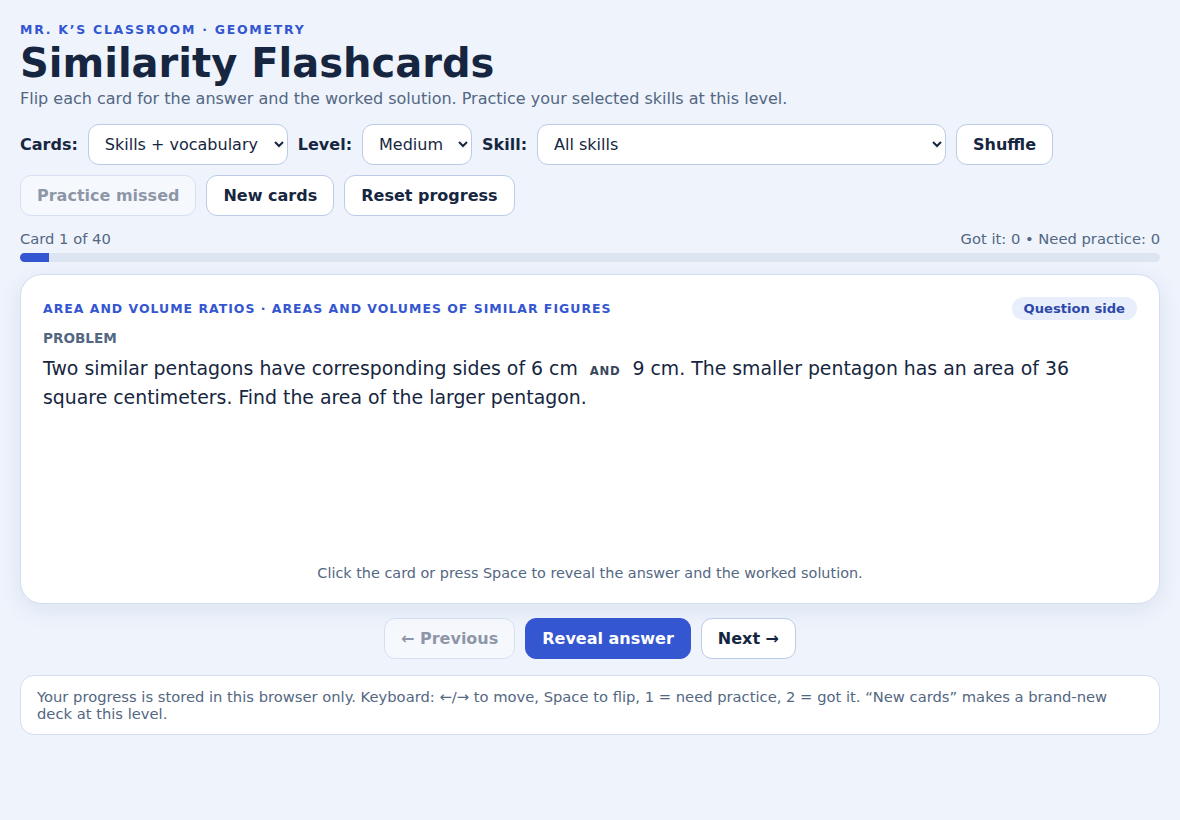 MR. K’S CLASSROOM · GEOMETRY
Similarity Flashcards
Flip each card for the answer and the worked solution. Practice your selected skills at this level.
Cards: Skills + vocabulary Level: Medium Skill: All skills Shuffle
Practice missed New cards Reset progress
Card 1 of 40 Got it: 0 • Need practice: 0
AREA AND VOLUME RATIOS · AREAS AND VOLUMES OF SIMILAR FIGURES Question side
PROBLEM
Two similar pentagons have corresponding sides of 6 cm AND 9 cm. The smaller pentagon has an area of 36
square centimeters. Find the area of the larger pentagon.
Click the card or press Space to reveal the answer and the worked solution.
← Previous Reveal answer Next →
Your progress is stored in this browser only. Keyboard: ←/→ to move, Space to flip, 1 = need practice, 2 = got it. “New cards” makes a brand-new
deck at this level.